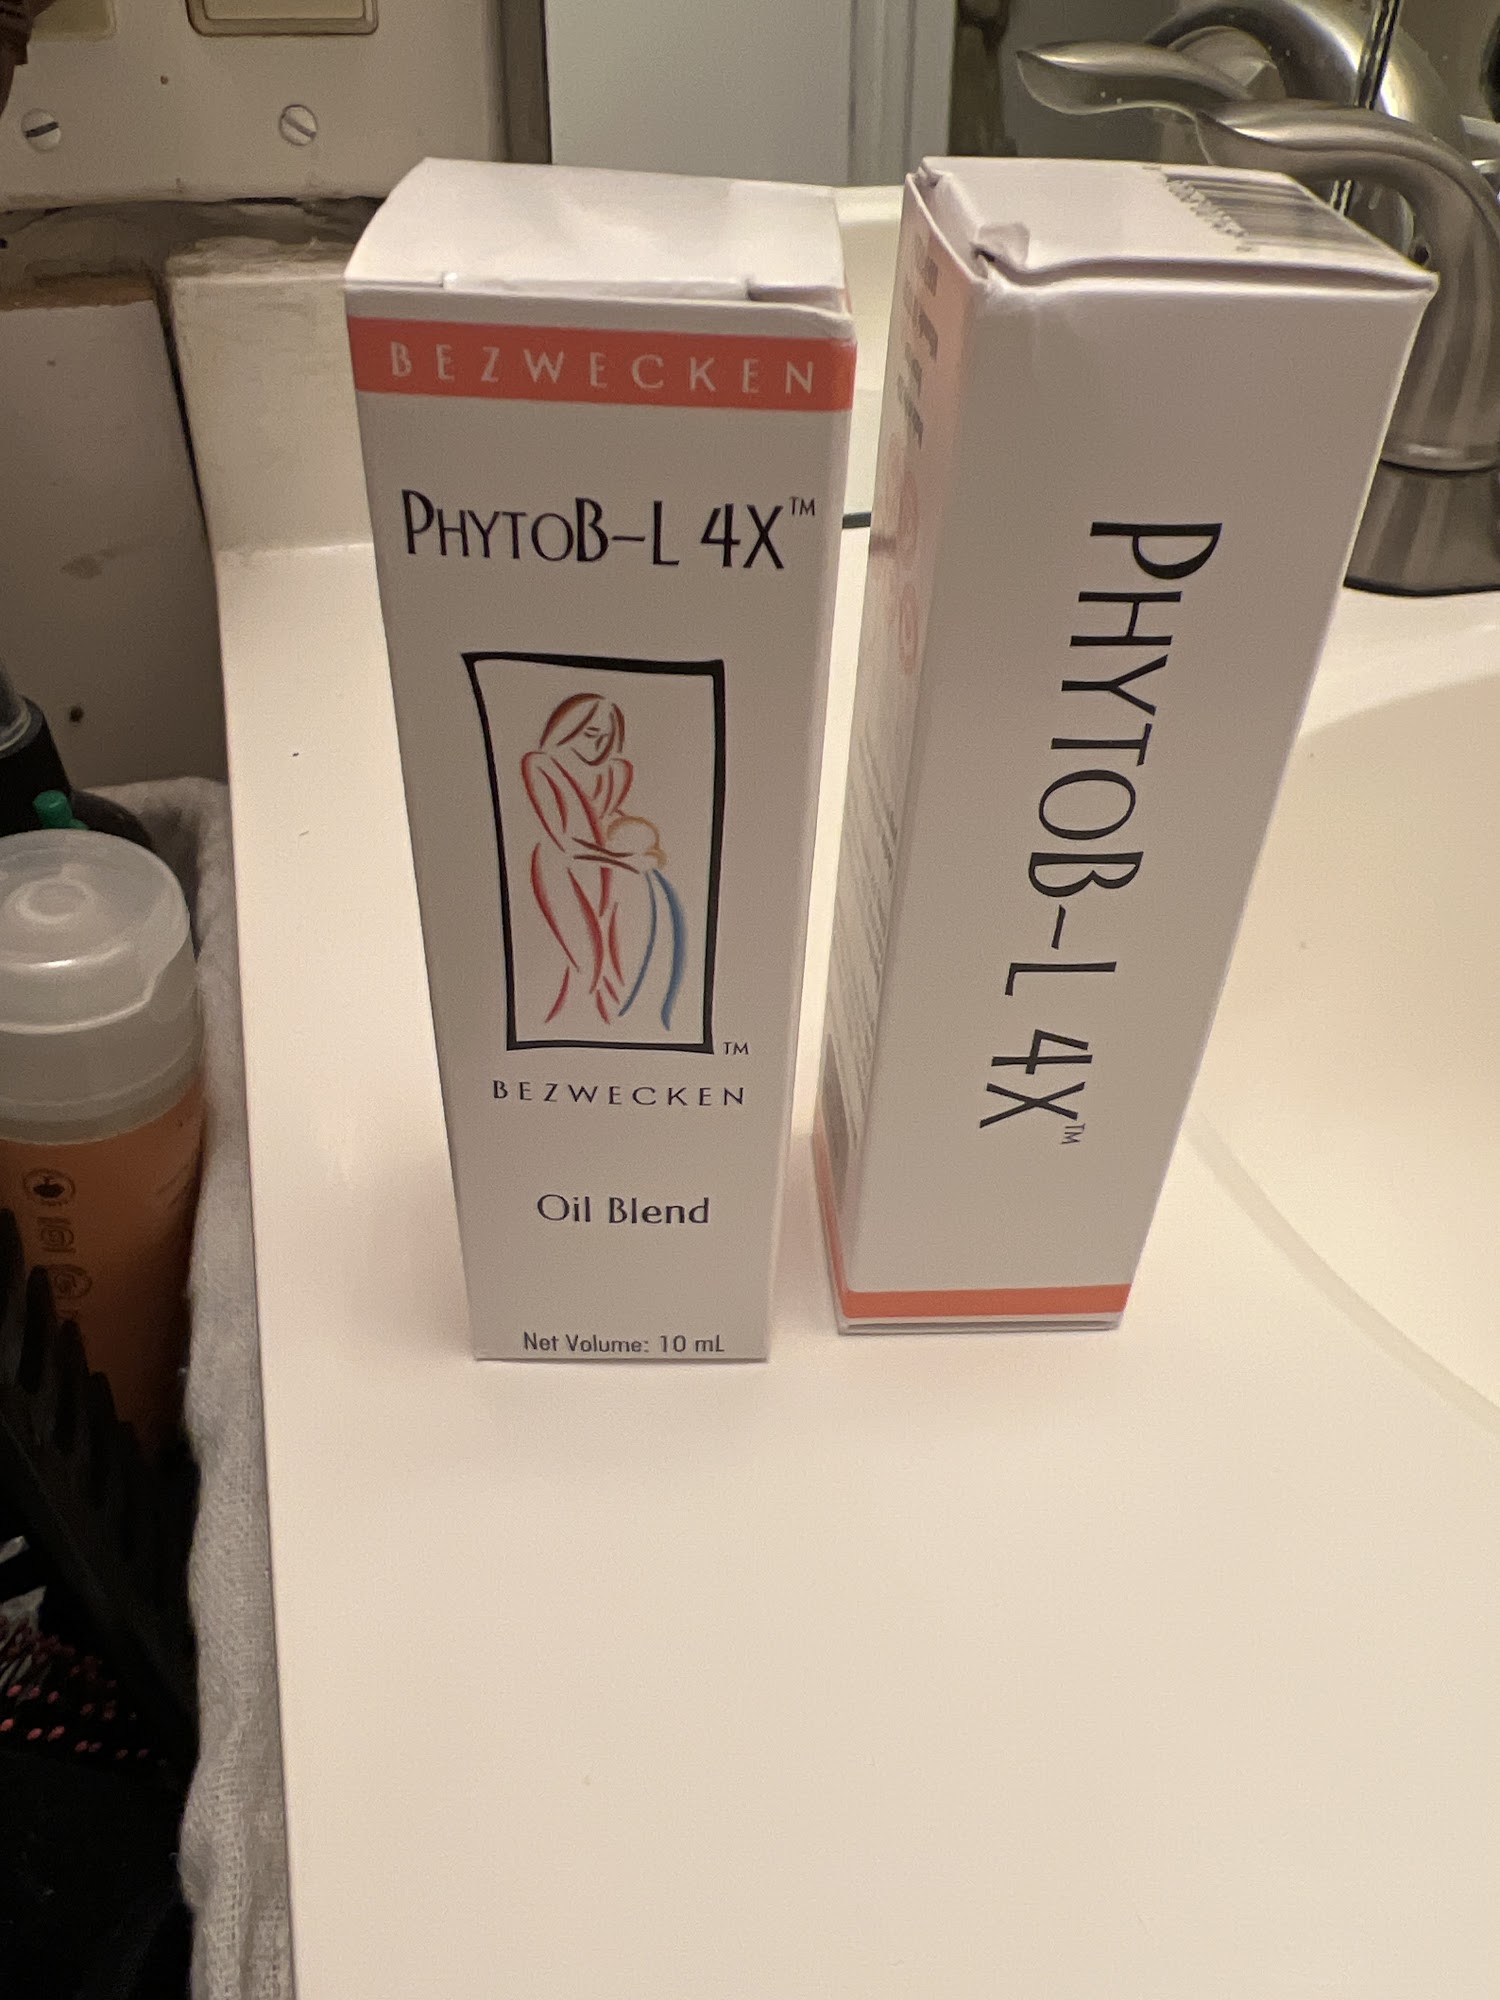 BEZWECKEN
PHYTOB–L 4X™
TM
BEZWECKEN
Oil Blend
Net Volume: 10 mL
PHYTOB–L 4X™